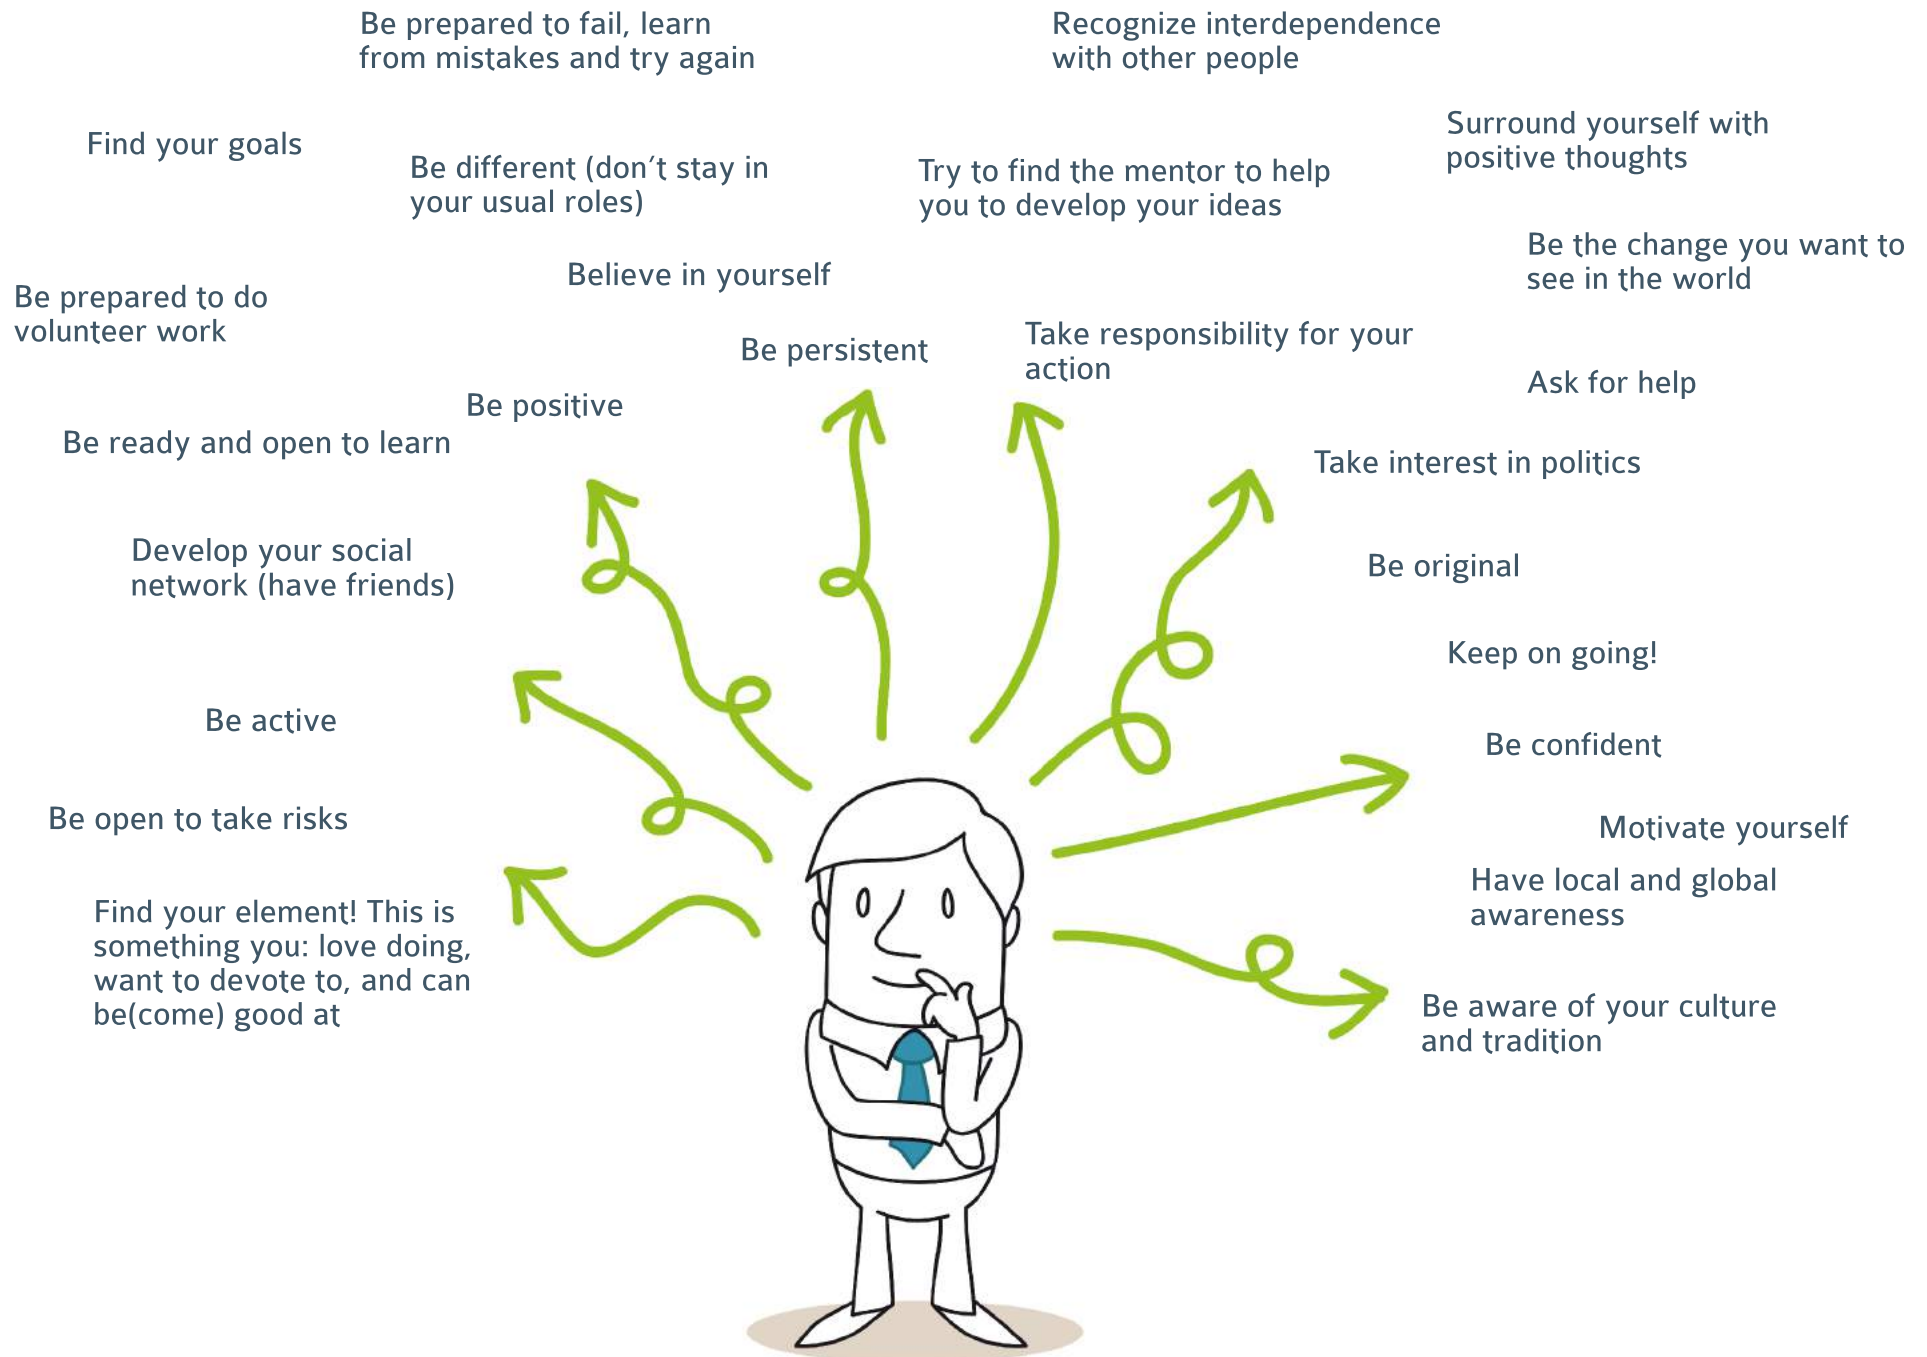 Be prepared to fail, learn
from mistakes and try again
Recognize interdependence
with other people
Find your goals
Be different (don't stay in
your usual roles)
Try to find the mentor to help
you to develop your ideas
Surround yourself with
positive thoughts
Be prepared to do
volunteer work
Believe in yourself
Be the change you want to
see in the world
Be persistent
Take responsibility for your
action
Ask for help
Be positive
Be ready and open to learn
Take interest in politics
Develop your social
network (have friends)
Be original
Keep on going!
Be active
Be confident
Be open to take risks
Motivate yourself
Have local and global
awareness
Find your element! This is
something you: love doing,
want to devote to, and can
be(come) good at
Be aware of your culture
and tradition